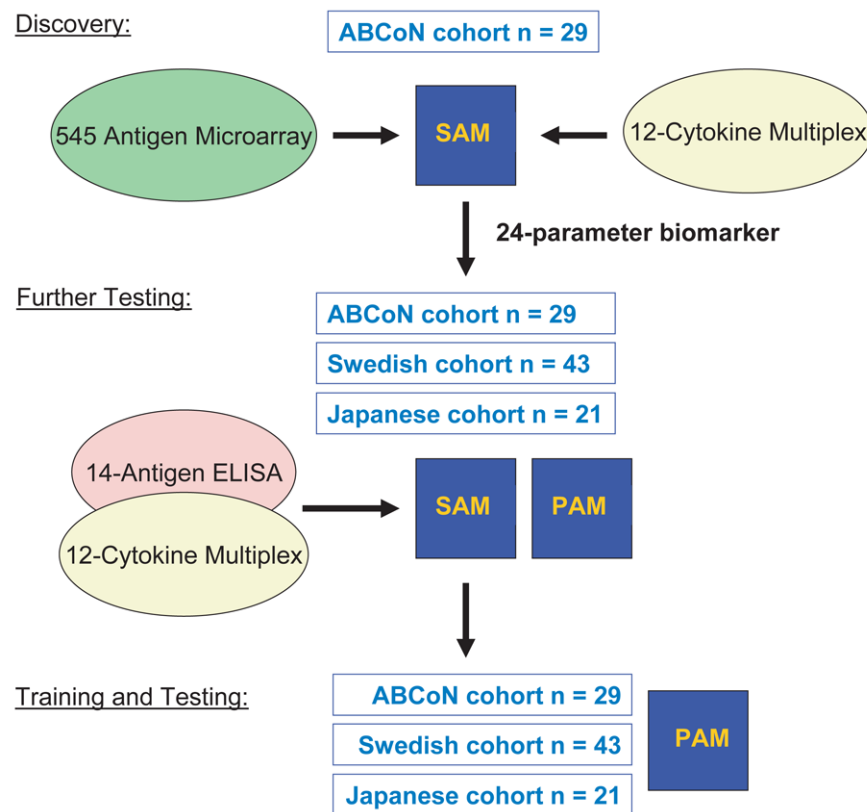 Discovery:
ABCoN cohort n = 29
545 Antigen Microarray
SAM
12-Cytokine Multiplex
24-parameter biomarker
Further Testing:
ABCoN cohort n = 29
Swedish cohort n = 43
Japanese cohort n = 21
14-Antigen ELISA
12-Cytokine Multiplex
SAM
PAM
Training and Testing:
ABCoN cohort n = 29
Swedish cohort n = 43
Japanese cohort n = 21
PAM